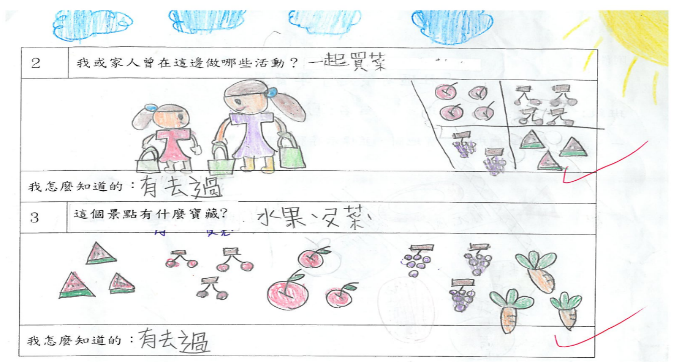 2 我或家人曾在這邊做哪些活動？一起買菜
我怎麼知道的：有去過
3 這個景點有什麼寶藏？水果、菜、
我怎麼知道的：有去過